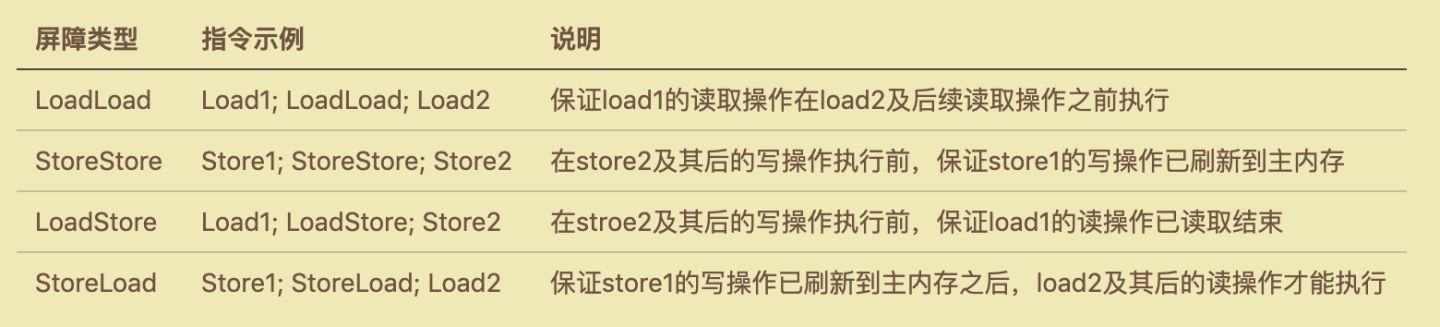 屏障类型 指令示例 说明
LoadLoad Load1; LoadLoad; Load2 保证load1的读取操作在load2及后续读取操作之前执行
StoreStore Store1; StoreStore; Store2 在store2及其后的写操作执行前，保证store1的写操作已刷新到主内存
LoadStore Load1; LoadStore; Store2 在stroe2及其后的写操作执行前，保证load1的读操作已读取结束
StoreLoad Store1; StoreLoad; Load2 保证store1的写操作已刷新到主内存之后，load2及其后的读操作才能执行